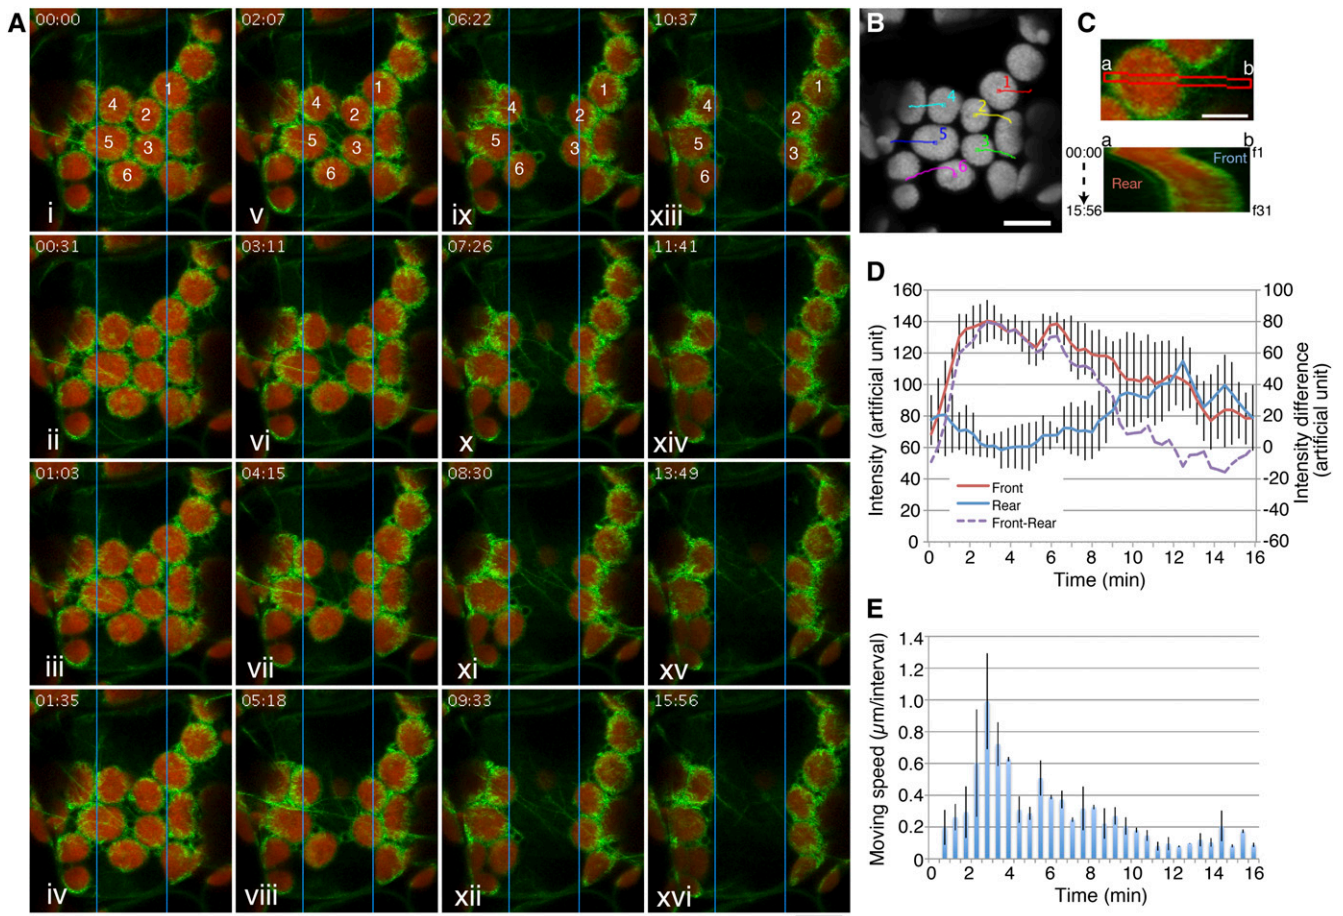 A
00:00
1
4
2
5
3
6
i
02:07
1
4
2
5
3
6
v
06:22
1
4
2
5
3
6
ix
10:37
1
4
2
5
3
6
xiii
00:31
ii
03:11
vi
07:26
x
11:41
xiv
01:03
iii
04:15
vii
08:30
xi
13:49
xv
01:35
iv
05:18
viii
09:33
xii
15:56
xvi
B
1
4
2
5
3
6
C
a
b
a
b
00:00
f1
Front
Rear
15:56
f31
D
160
140
120
100
80
60
40
20
0
Intensity (artificial unit)
100
80
60
40
20
0
-20
-40
-60
Intensity difference
(artificial unit)
Front
Rear
Front-Rear
0 2 4 6 8 10 12 14 16
Time (min)
E
1.4
1.2
1.0
0.8
0.6
0.4
0.2
0
Moving speed (µm/interval)
0 2 4 6 8 10 12 14 16
Time (min)